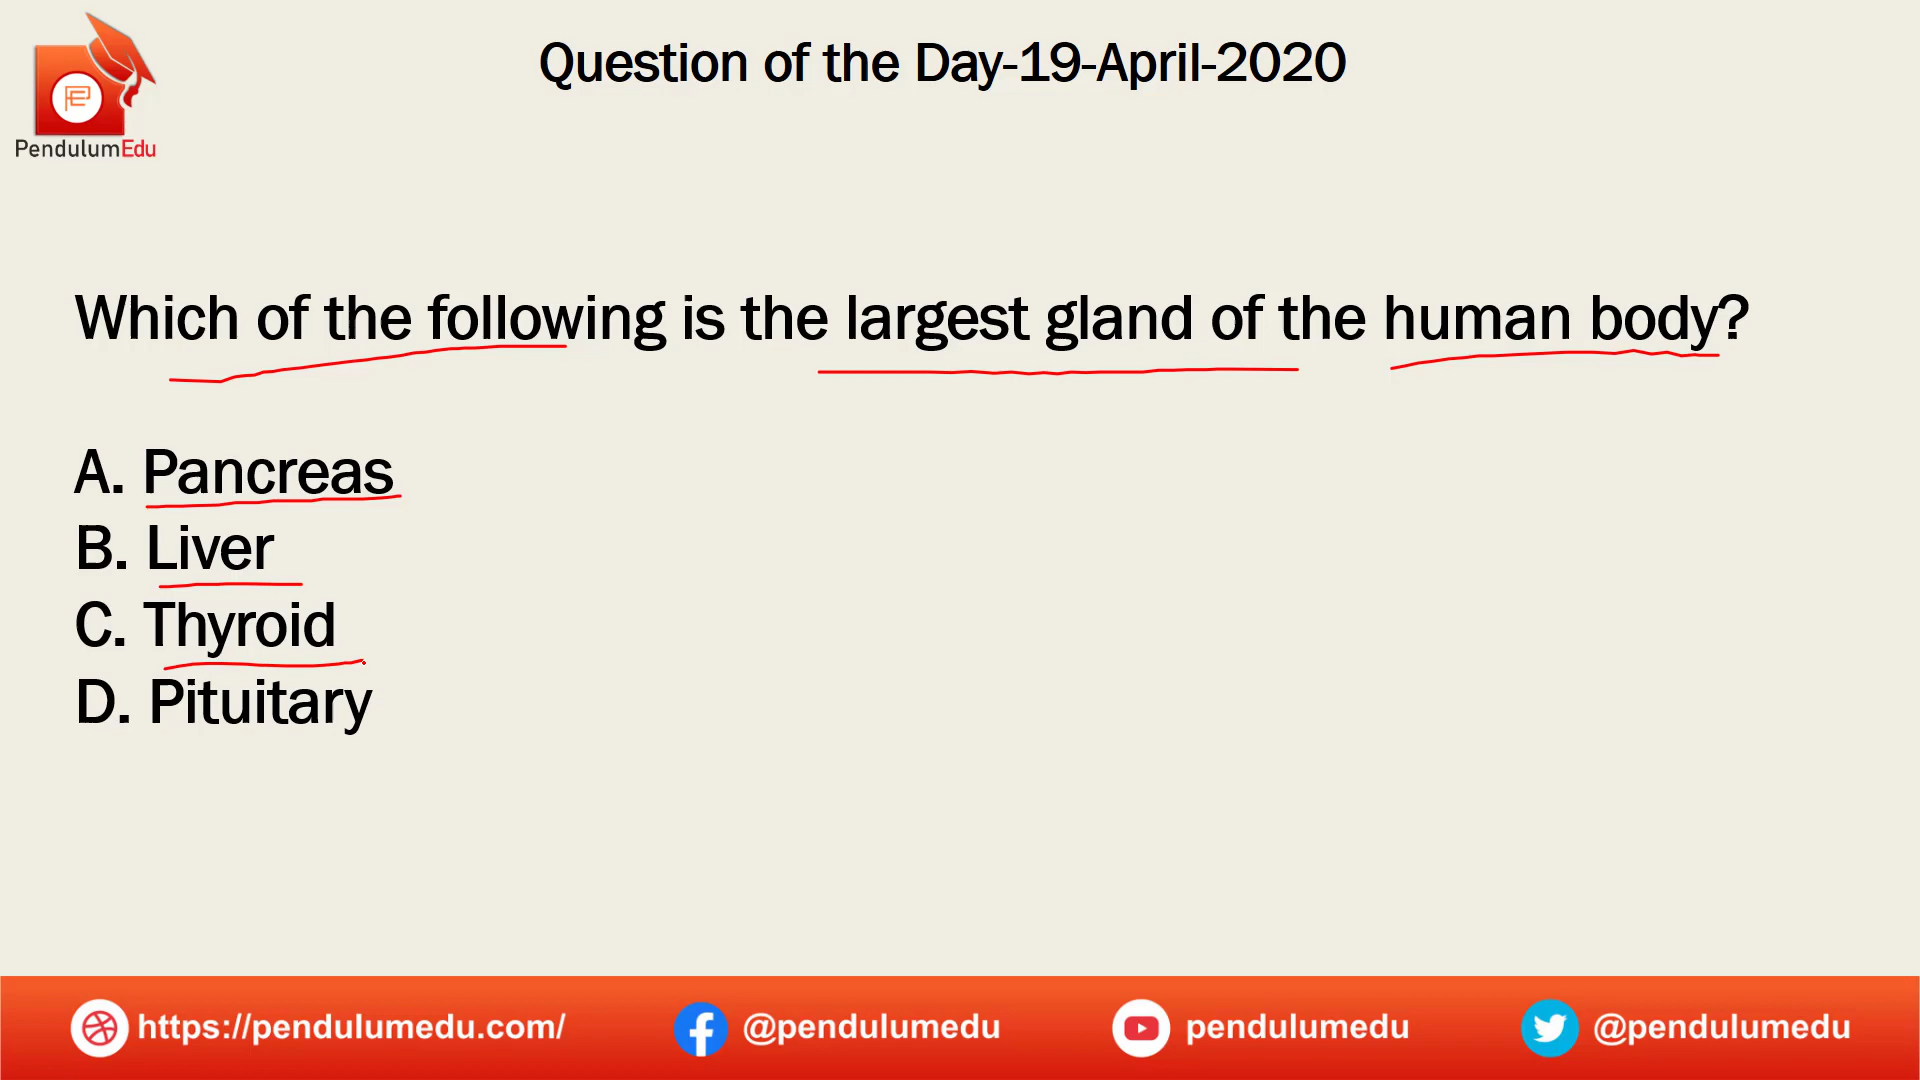 PendulumEdu
Question of the Day-19-April-2020
Which of the following is the largest gland of the human body?
A. Pancreas
B. Liver
C. Thyroid
D. Pituitary
https://pendulumedu.com/ @pendulumedu pendulumedu @pendulumedu